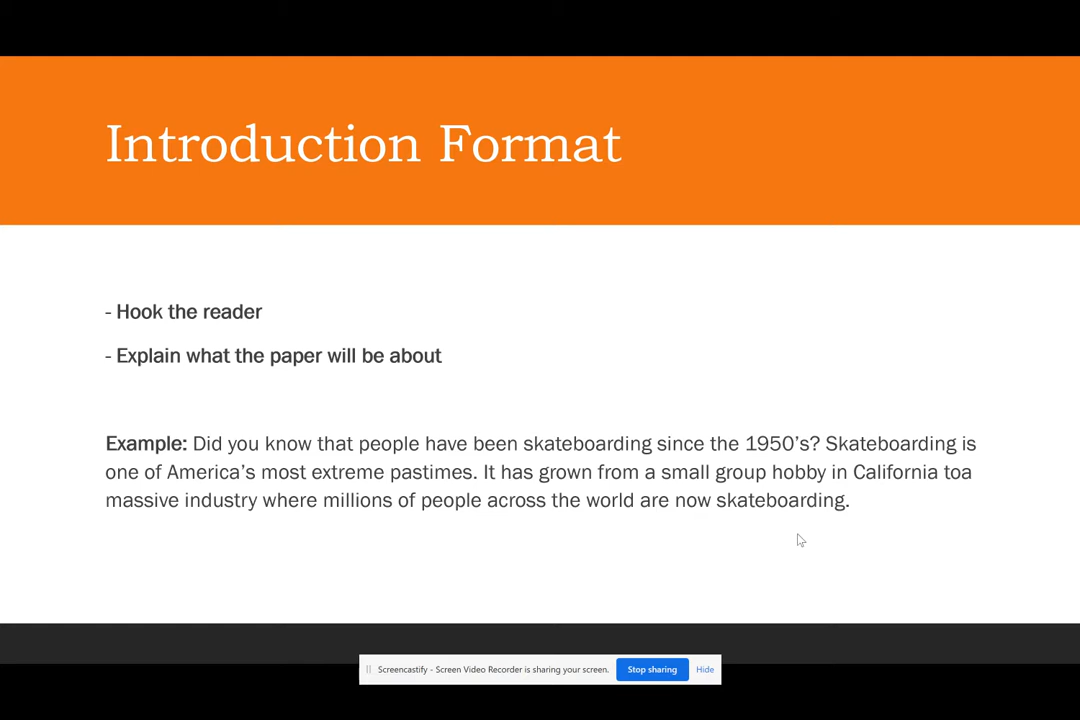 Introduction Format
- Hook the reader
- Explain what the paper will be about
Example: Did you know that people have been skateboarding since the 1950’s? Skateboarding is
one of America’s most extreme pastimes. It has grown from a small group hobby in California toa
massive industry where millions of people across the world are now skateboarding.
Screencastify - Screen Video Recorder is sharing your screen. Stop sharing Hide